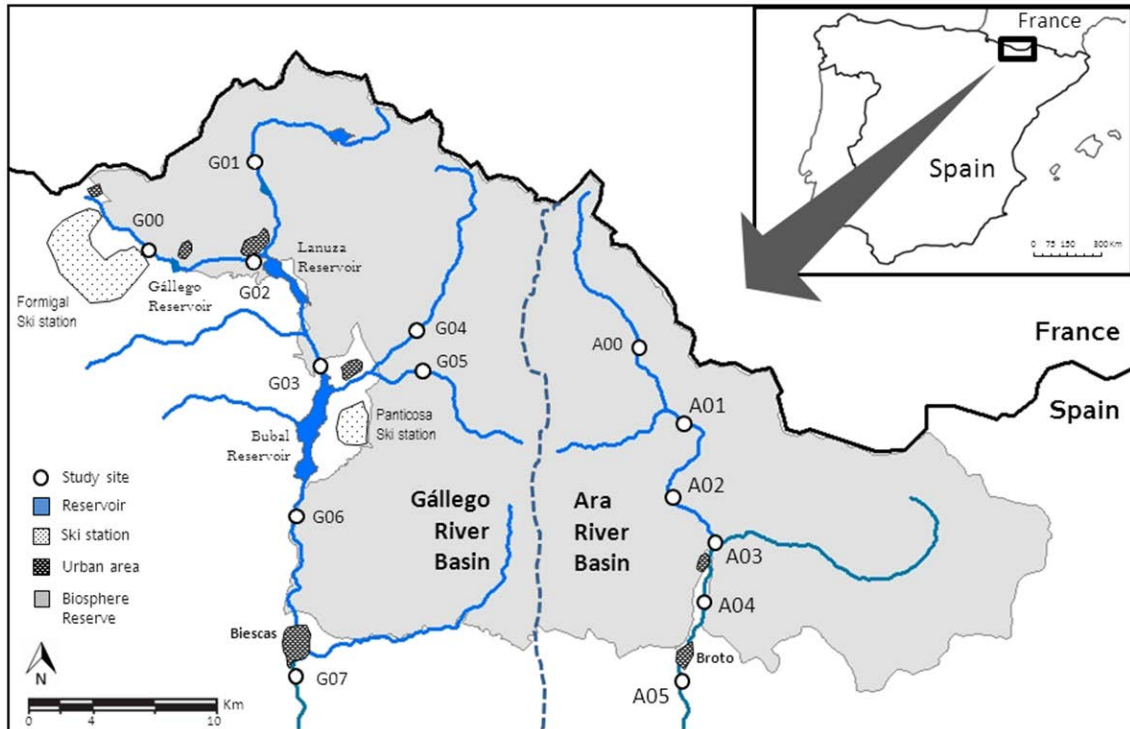 France
Spain
0 75 150 300 Km
G01
G00
Lanuza
Reservoir
G02
Gállego
Reservoir
Formigal
Ski station
G04
G05
G03
Panticosa
Ski station
Bubal
Reservoir
A00
A01
A02
A03
A04
A05
France
Spain
Study site
Reservoir
Ski station
Urban area
Biosphere
Reserve
Gállego
River
Basin
Ara
River
Basin
G06
Biescas
G07
Broto
N
Km
0 4 10